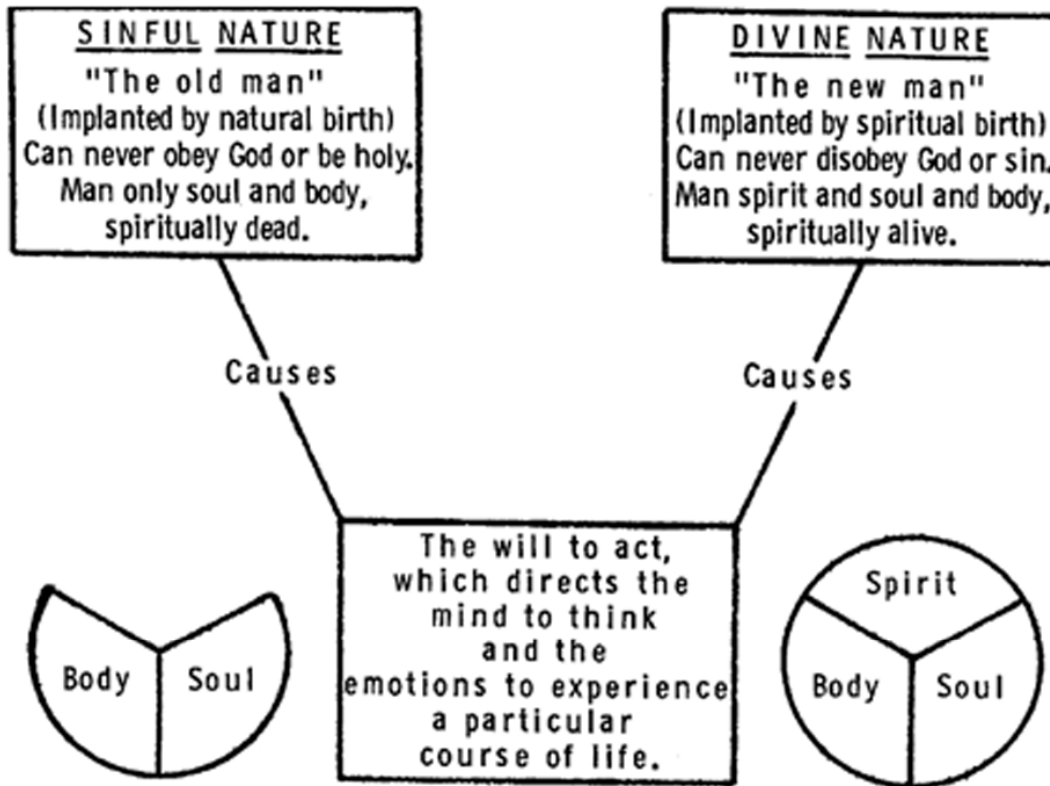 SINFUL NATURE
"The old man"
(Implanted by natural birth)
Can never obey God or be holy.
Man only soul and body,
spiritually dead.
DIVINE NATURE
"The new man"
(Implanted by spiritual birth)
Can never disobey God or sin.
Man spirit and soul and body,
spiritually alive.
Causes
Causes
The will to act,
which directs the
mind to think
and the
emotions to experience
a particular
course of life.
Body
Soul
Spirit
Body
Soul